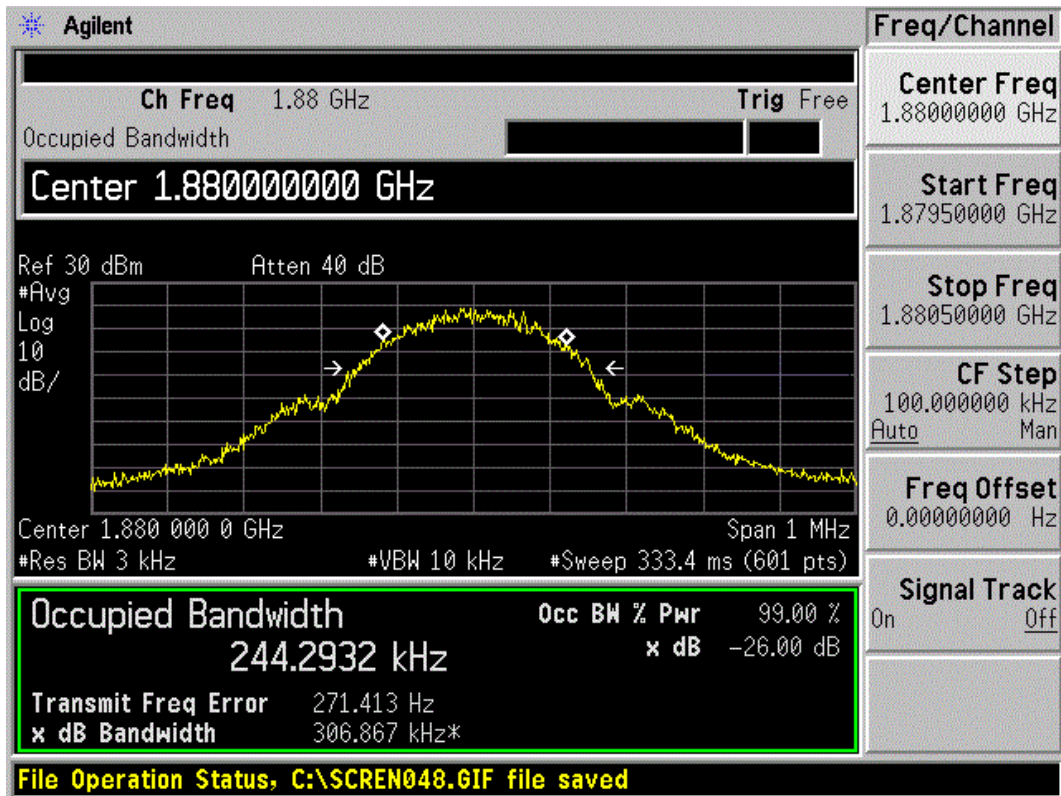 Agilent
Freq/Channel
Ch Freq 1.88 GHz Trig Free
Occupied Bandwidth
Center 1.880000000 GHz
Ref 30 dBm Atten 40 dB
#Avg
Log
10
dB/
Center 1.880 000 0 GHz Span 1 MHz
#Res BW 3 kHz #VBW 10 kHz #Sweep 333.4 ms (601 pts)
Occupied Bandwidth
244.2932 kHz
Occ BW % Pwr 99.00 %
x dB -26.00 dB
Transmit Freq Error 271.413 Hz
x dB Bandwidth 306.867 kHz*
File Operation Status, C:\SCREN048.GIF file saved
Center Freq
1.88000000 GHz
Start Freq
1.87950000 GHz
Stop Freq
1.88050000 GHz
CF Step
100.000000 kHz
Auto Man
Freq Offset
0.00000000 Hz
Signal Track
On Off